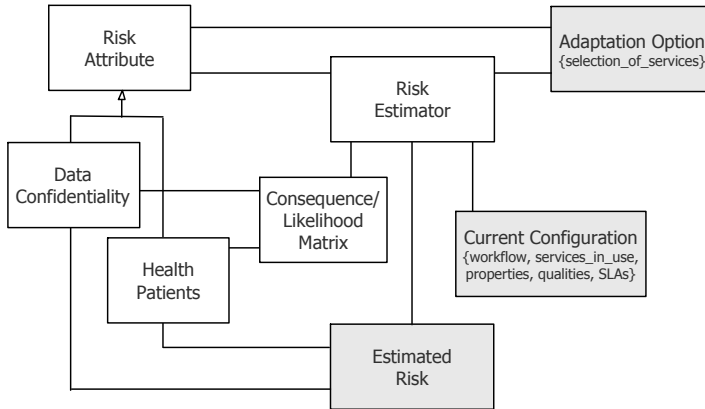 Risk
Attribute
Adaptation Option
{selection_of_services}
Risk
Estimator
Data
Confidentiality
Consequence/
Likelihood
Matrix
Current Configuration
{workflow, services_in_use,
properties, qualities, SLAs}
Health
Patients
Estimated
Risk